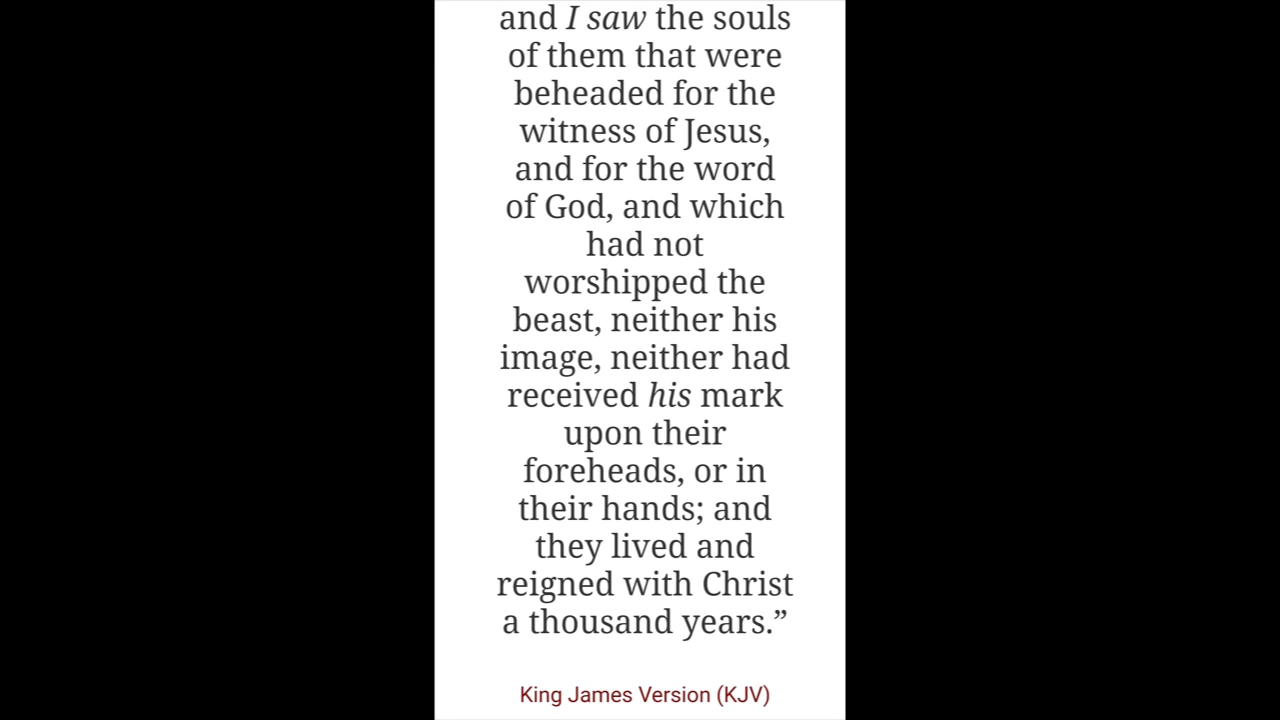 and I saw the souls
of them that were
beheaded for the
witness of Jesus,
and for the word
of God, and which
had not
worshipped the
beast, neither his
image, neither had
received his mark
upon their
foreheads, or in
their hands; and
they lived and
reigned with Christ
a thousand years.”
King James Version (KJV)